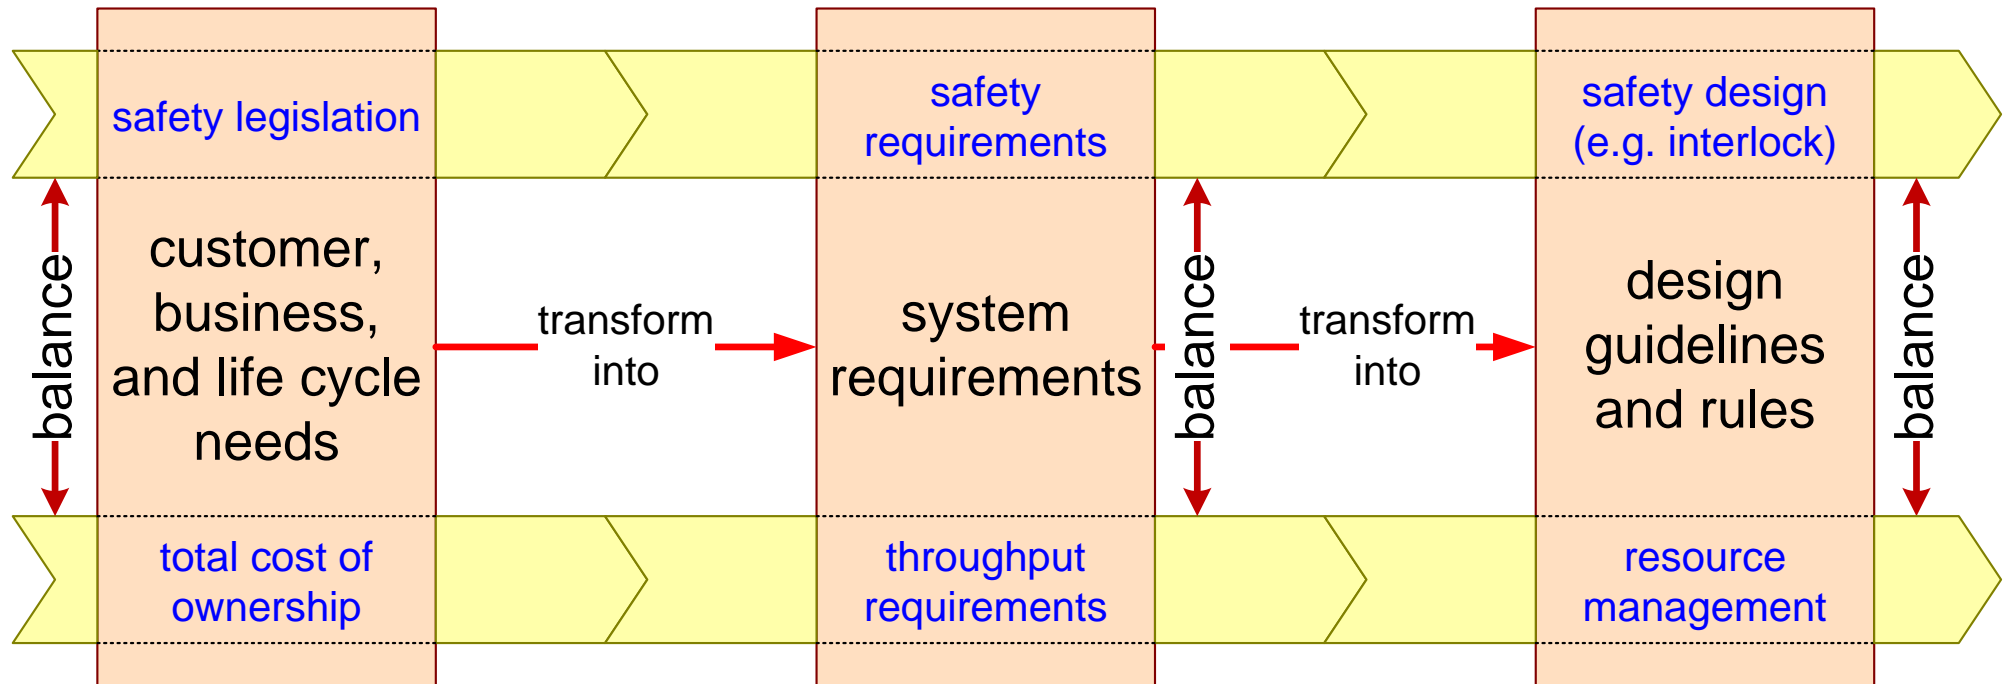 safety legislation
safety
requirements
safety design
(e.g. interlock)
balance
customer,
business,
and life cycle
needs
transform
into
system
requirements
balance
transform
into
design
guidelines
and rules
balance
total cost of
ownership
throughput
requirements
resource
management